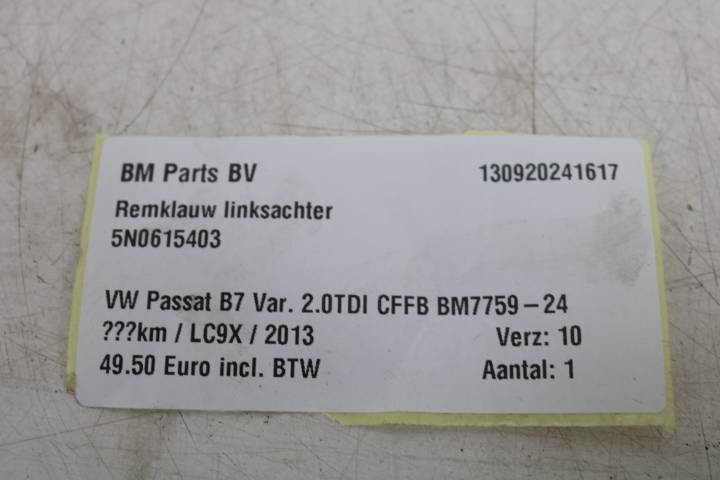 BM Parts BV 130920241617
Remklauw linksachter
5N0615403
VW Passat B7 Var. 2.0TDI CFFB BM7759-24
???km / LC9X / 2013 Verz: 10
49.50 Euro incl. BTW Aantal: 1